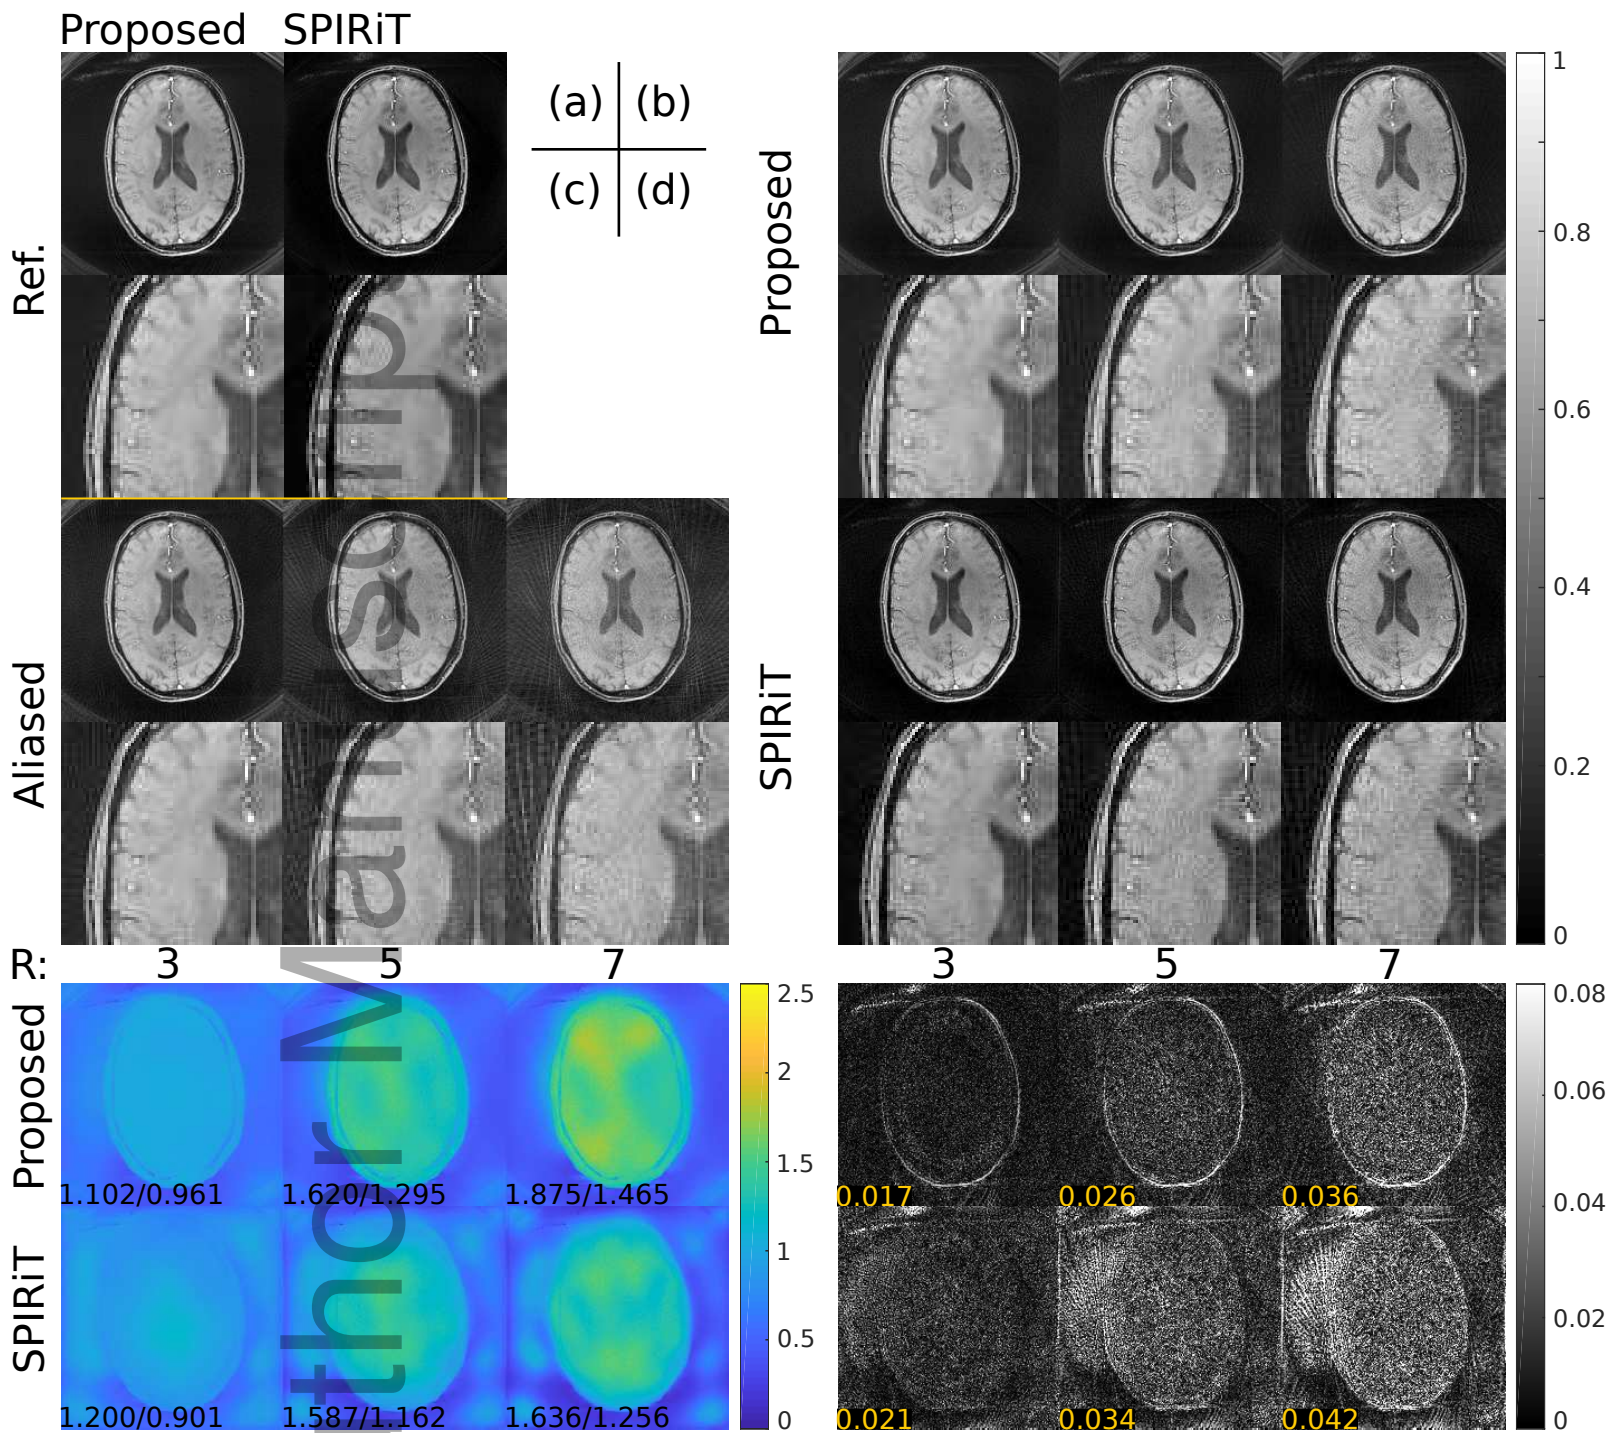 Proposed SPIRiT
(a) (b)
(c) (d)
Ref.
Aliased
Proposed
SPIRiT
1
0.8
0.6
0.4
0.2
0
R: 3 5 7
3 5 7
Proposed
SPIRiT
1.102/0.961 1.620/1.295 1.875/1.465
1.200/0.901 1.587/1.162 1.636/1.256
2.5
2
1.5
1
0.5
0
0.017 0.026 0.036
0.021 0.034 0.042
0.08
0.06
0.04
0.02
0
thor Manuscrip